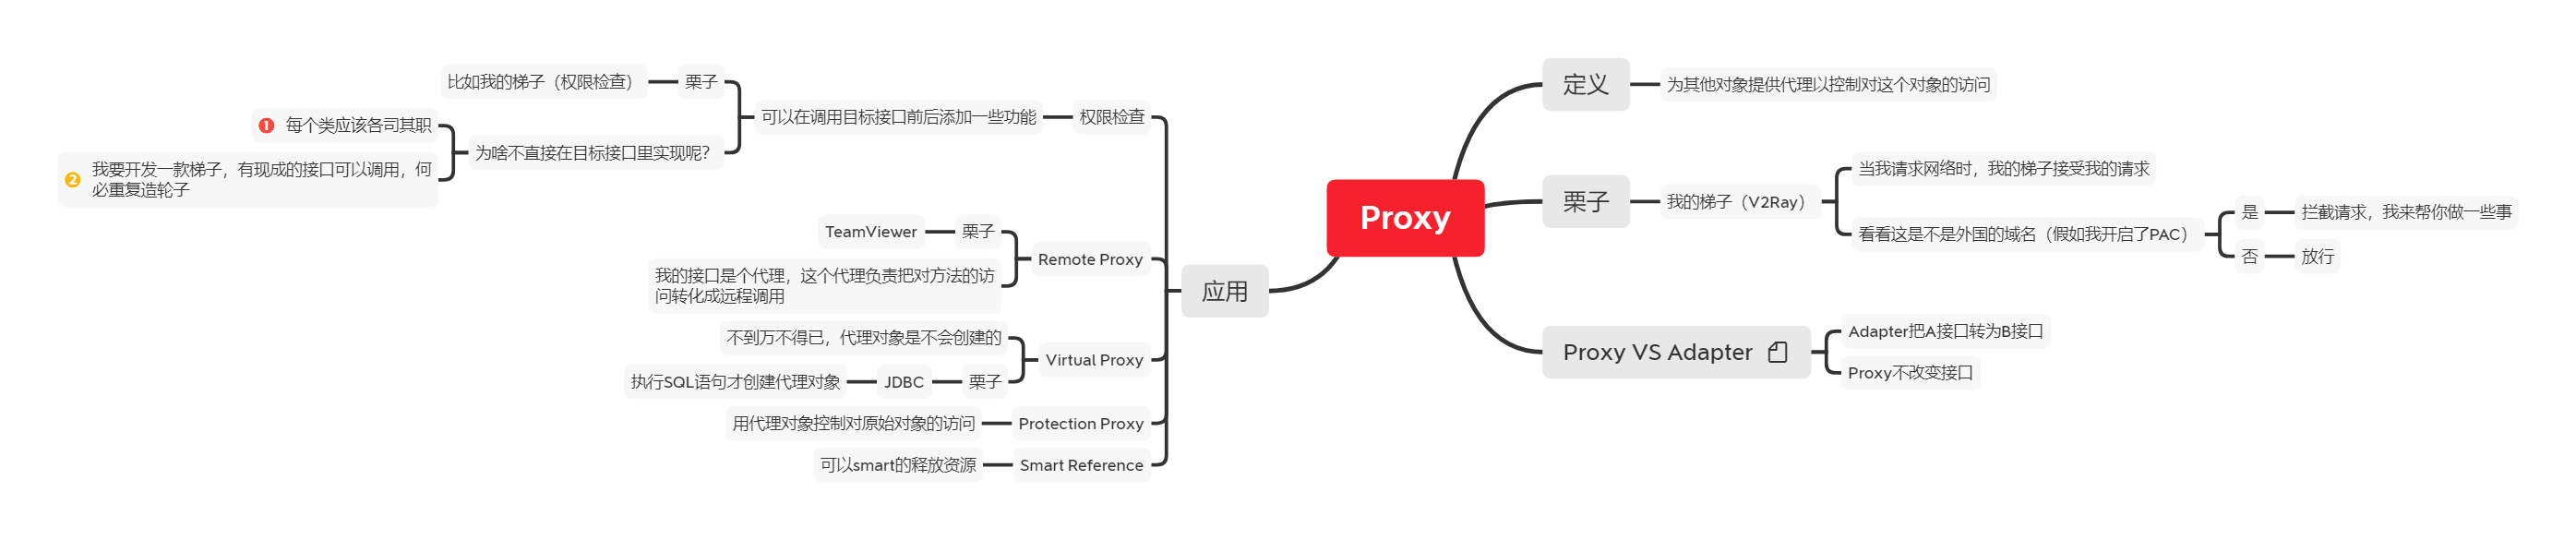 Proxy
定义
为其他对象提供代理以控制对这个对象的访问
栗子
我的梯子（V2Ray）
当我请求网络时，我的梯子接受我的请求
看看这是不是外国的域名（假如我开启了PAC）
是
拦截请求，我来帮你做一些事
否
放行
Proxy VS Adapter
Adapter把A接口转为B接口
Proxy不改变接口
应用
权限检查
可以在调用目标接口前后添加一些功能
栗子
比如我的梯子（权限检查）
为啥不直接在目标接口里实现呢？
1 每个类应该各司其职
2 我要开发一款梯子，有现成的接口可以调用，何
必重复造轮子
Remote Proxy
栗子
TeamViewer
我的接口是个代理，这个代理负责把对方法的访
问转化成远程调用
Virtual Proxy
不到万不得已，代理对象是不会创建的
栗子
JDBC
执行SQL语句才创建代理对象
Protection Proxy
用代理对象控制对原始对象的访问
Smart Reference
可以smart的释放资源